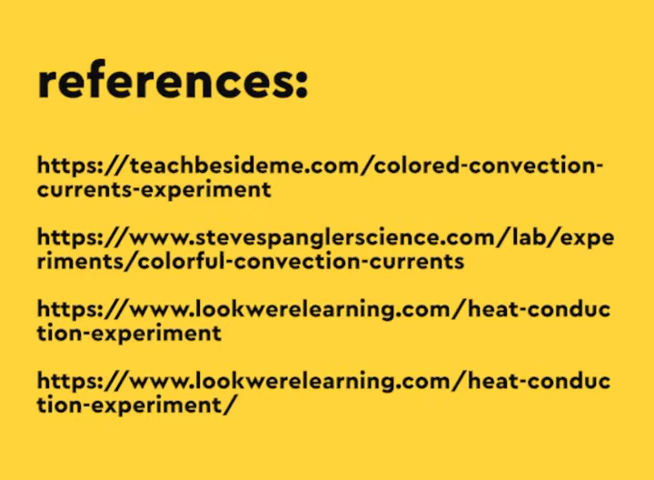 references:
https://teachbesideme.com/colored-convection-
currents-experiment
https://www.stevespanglerscience.com/lab/expe
riments/colorful-convection-currents
https://www.lookwerelearning.com/heat-conduc
tion-experiment
https://www.lookwerelearning.com/heat-conduc
tion-experiment/